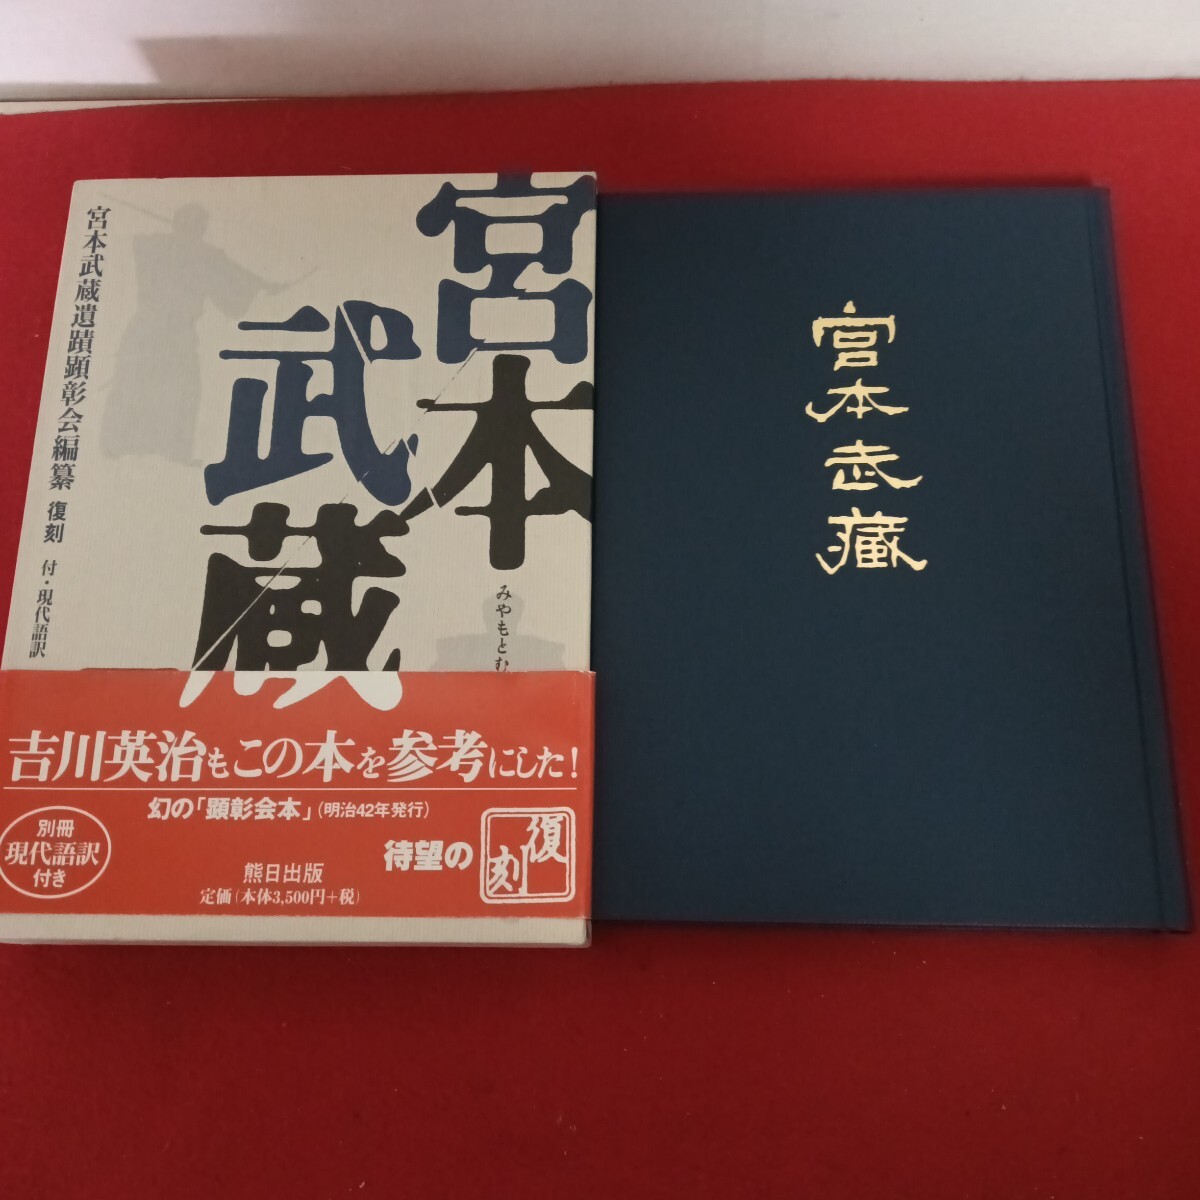 宮本
武蔵
みやもとむ
宮本武蔵遺蹟顕彰会編纂 復刻 付・現代語訳
吉川英治もこの本を参考にした!
幻の「顕彰会本」(明治42年発行)
待望の
復刻
別冊
現代語訳
付き
熊日出版
定価(本体3,500円+税)
宮本武藏